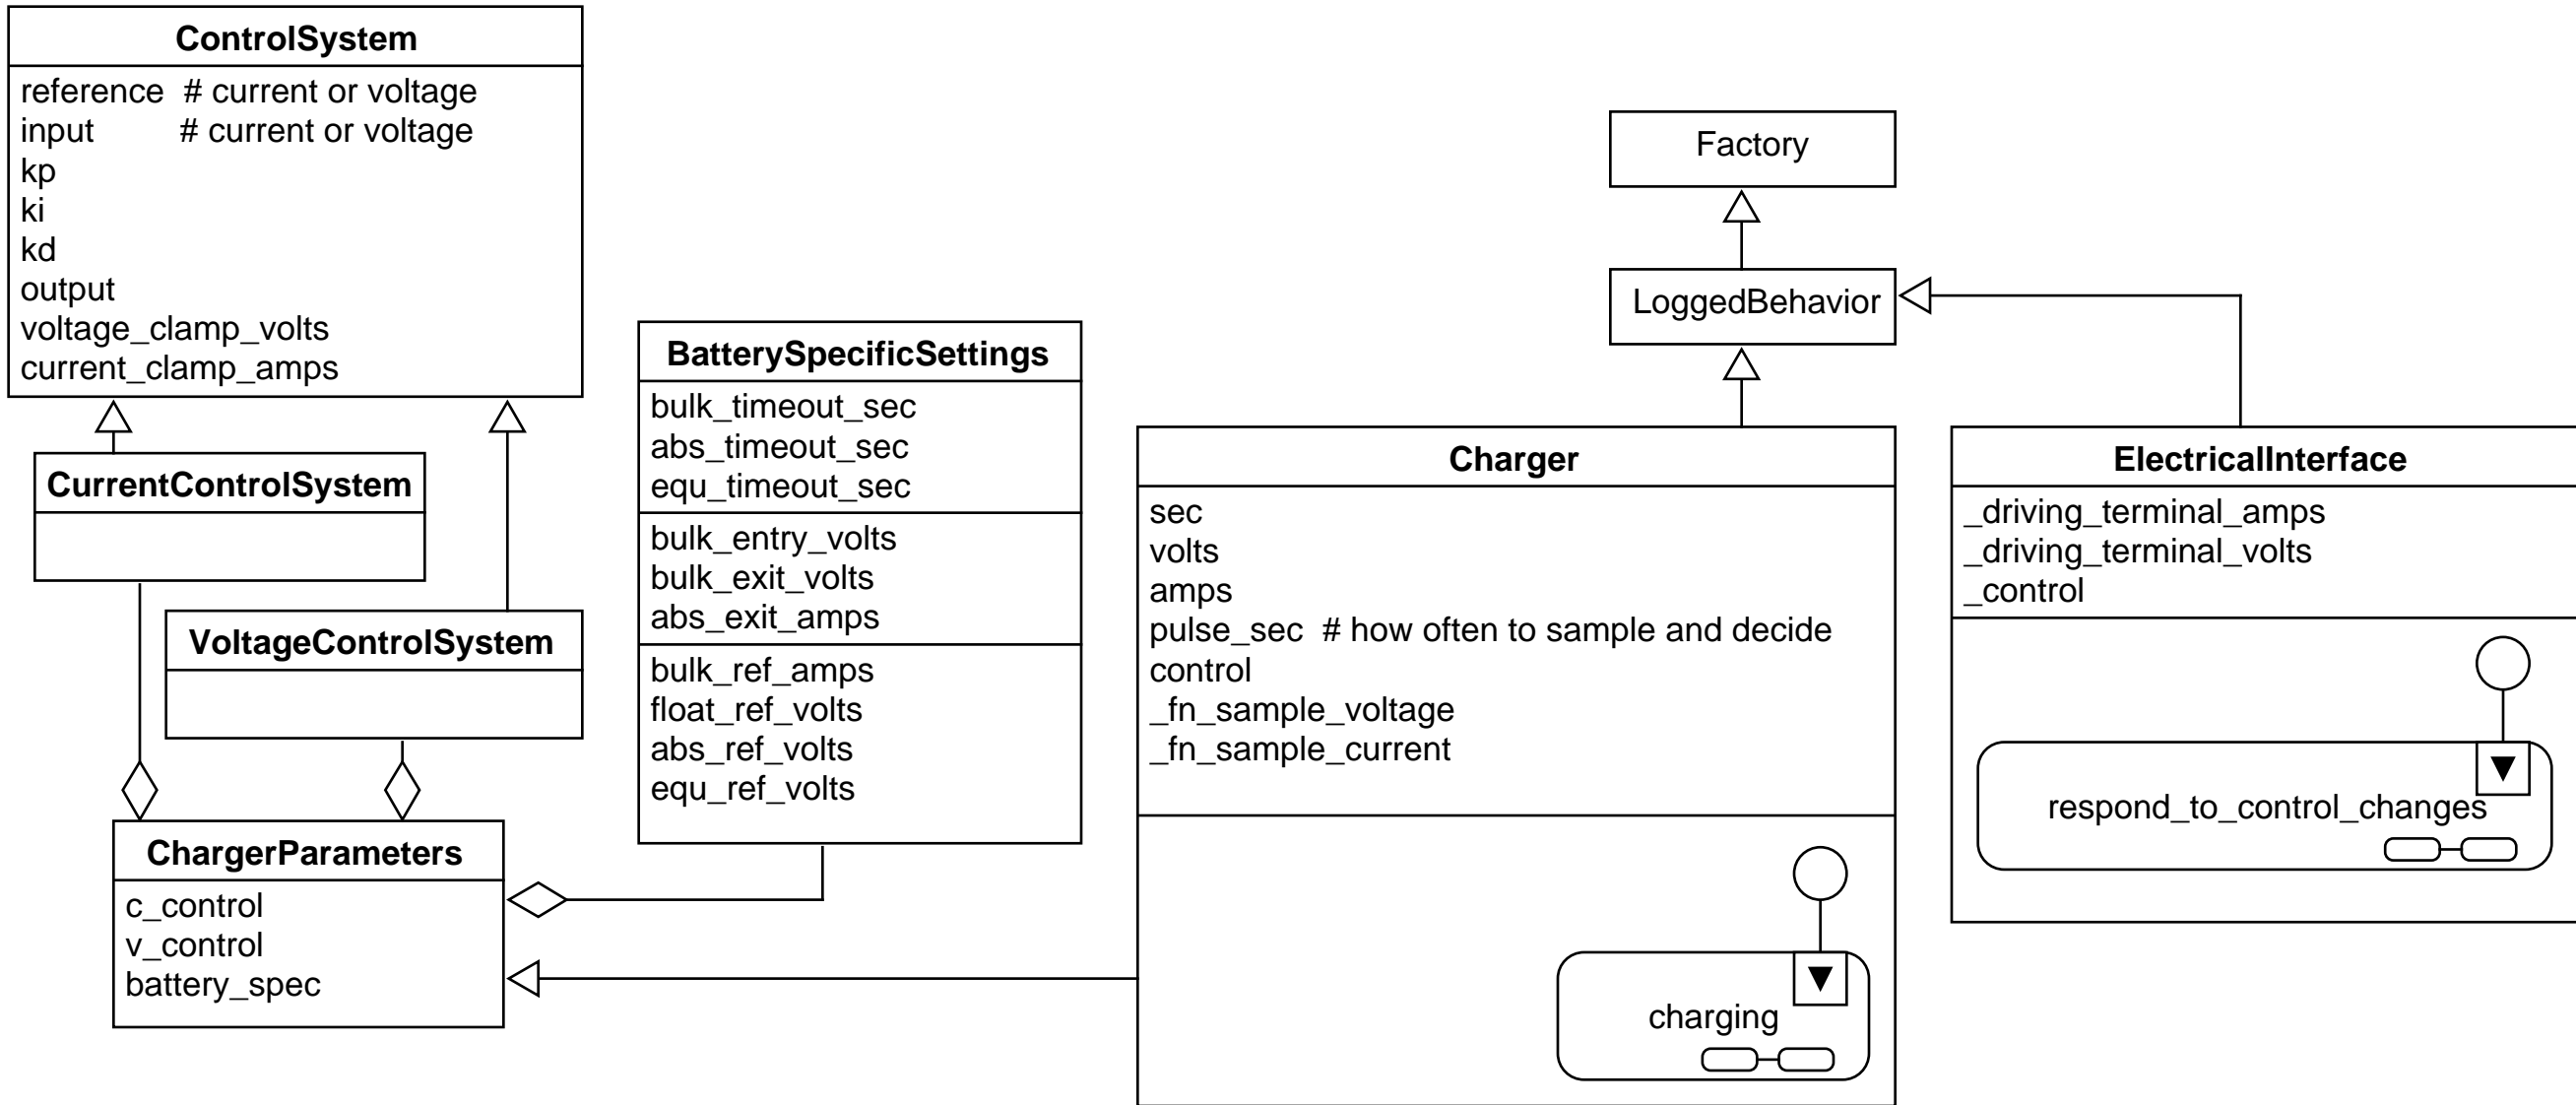 ControlSystem
reference # current or voltage
input # current or voltage
kp
ki
kd
output
voltage_clamp_volts
current_clamp_amps
CurrentControlSystem
VoltageControlSystem
ChargerParameters
c_control
v_control
battery_spec
BatterySpecificSettings
bulk_timeout_sec
abs_timeout_sec
equ_timeout_sec
bulk_entry_volts
bulk_exit_volts
abs_exit_amps
bulk_ref_amps
float_ref_volts
abs_ref_volts
equ_ref_volts
Factory
LoggedBehavior
Charger
sec
volts
amps
pulse_sec # how often to sample and decide
control
_fn_sample_voltage
_fn_sample_current
charging
ElectricalInterface
_driving_terminal_amps
_driving_terminal_volts
_control
respond_to_control_changes